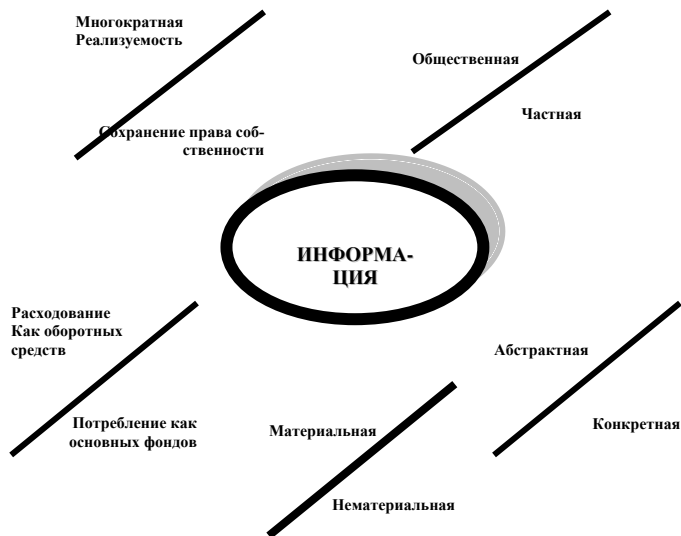 Многократная
Реализуемость
Сохранение права соб-
ственности
Общественная
Частная
ИНФОРМА-
ЦИЯ
Расходование
Как оборотных
средств
Потребление как
основных фондов
Материальная
Нематериальная
Абстрактная
Конкретная